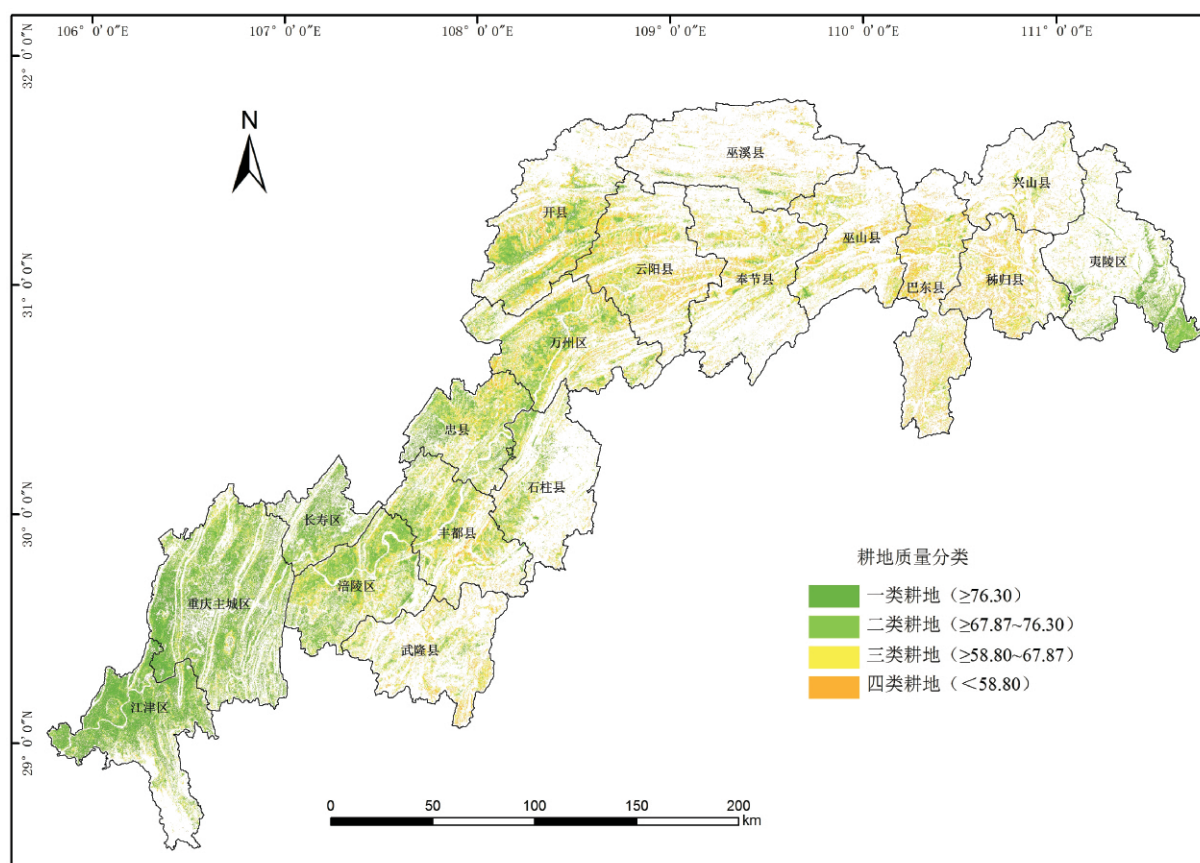 106° 0′ 0″E
107° 0′ 0″E
108° 0′ 0″E
109° 0′ 0″E
110° 0′ 0″E
111° 0′ 0″E
32° 0′ 0″N
31° 0′ 0″N
30° 0′ 0″N
29° 0′ 0″N
N
巫溪县
兴山县
开县
巫山县
夷陵区
云阳县
奉节县
巴东县
秭归县
万州区
忠县
石柱县
长寿区
丰都县
涪陵区
重庆主城区
武隆县
江津区
耕地质量分类
一类耕地（≥76.30）
二类耕地（≥67.87~76.30）
三类耕地（≥58.80~67.87）
四类耕地（＜58.80）
0 50 100 150 200
km